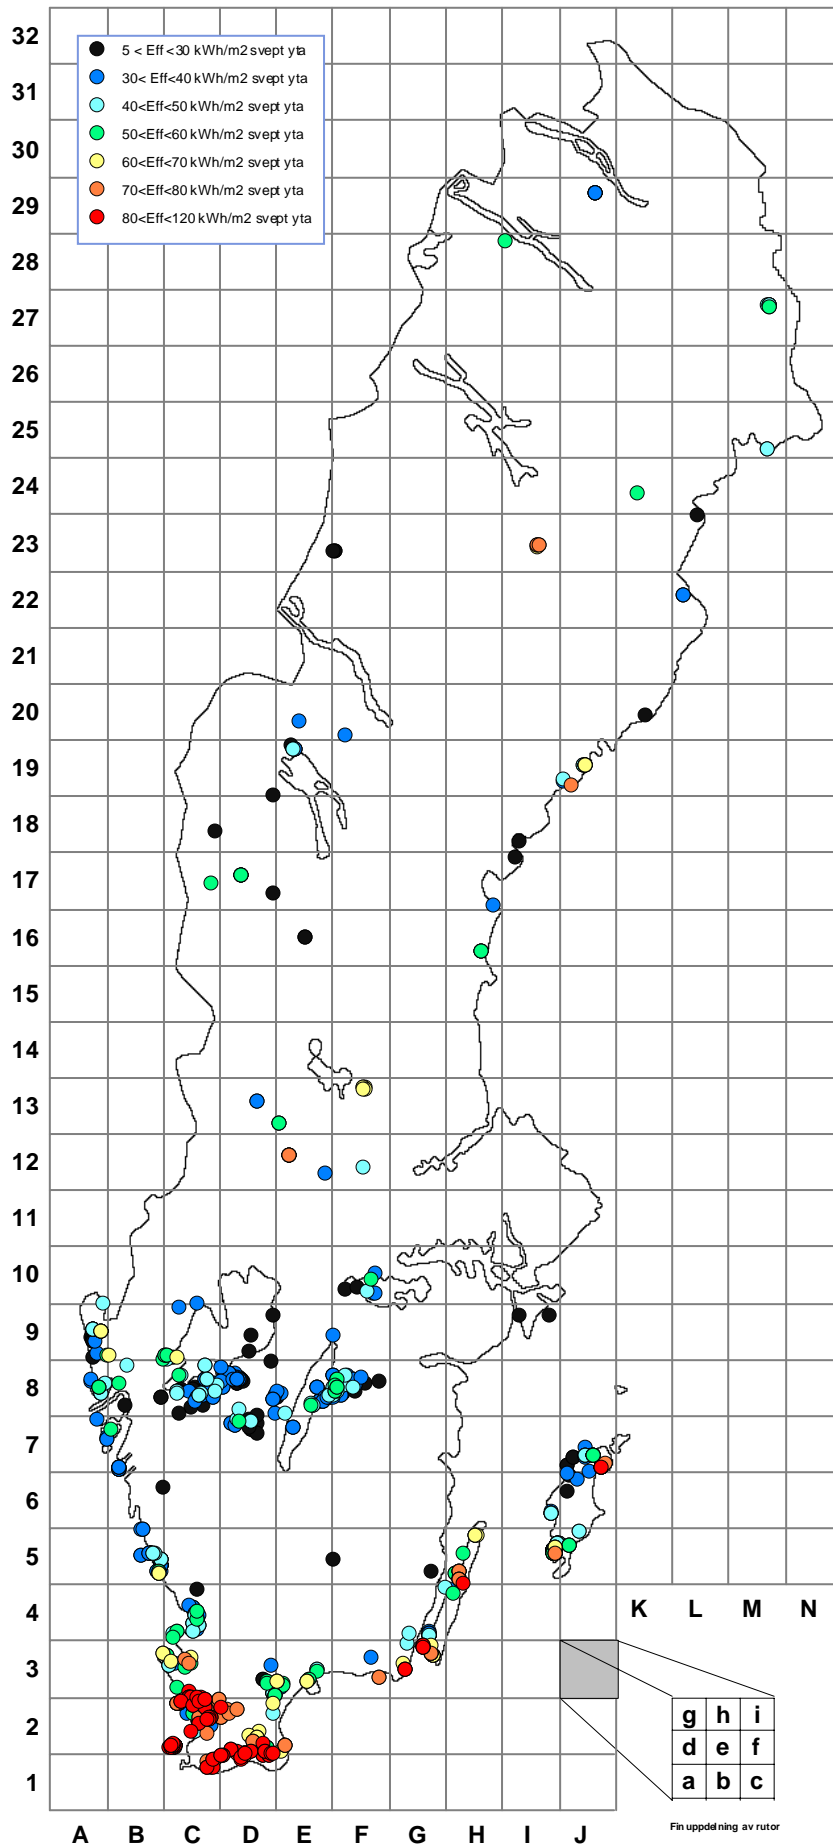 32
5 < Eff <30 kWh/m2 svept yta
30< Eff<40 kWh/m2 svept yta
31
40<Eff<50 kWh/m2 svept yta
50<Eff<60 kWh/m2 svept yta
30
60<Eff<70 kWh/m2 svept yta
70<Eff<80 kWh/m2 svept yta
29
80<Eff<120 kWh/m2 svept yta
28
27
26
25
24
23
22
21
20
19
18
17
16
15
14
13
12
11
10
9
8
7
6
5
4
K L M N
3
g h i
2
d e f
a b c
1
A B C D E F G H I J
Fin uppdelning av rutor